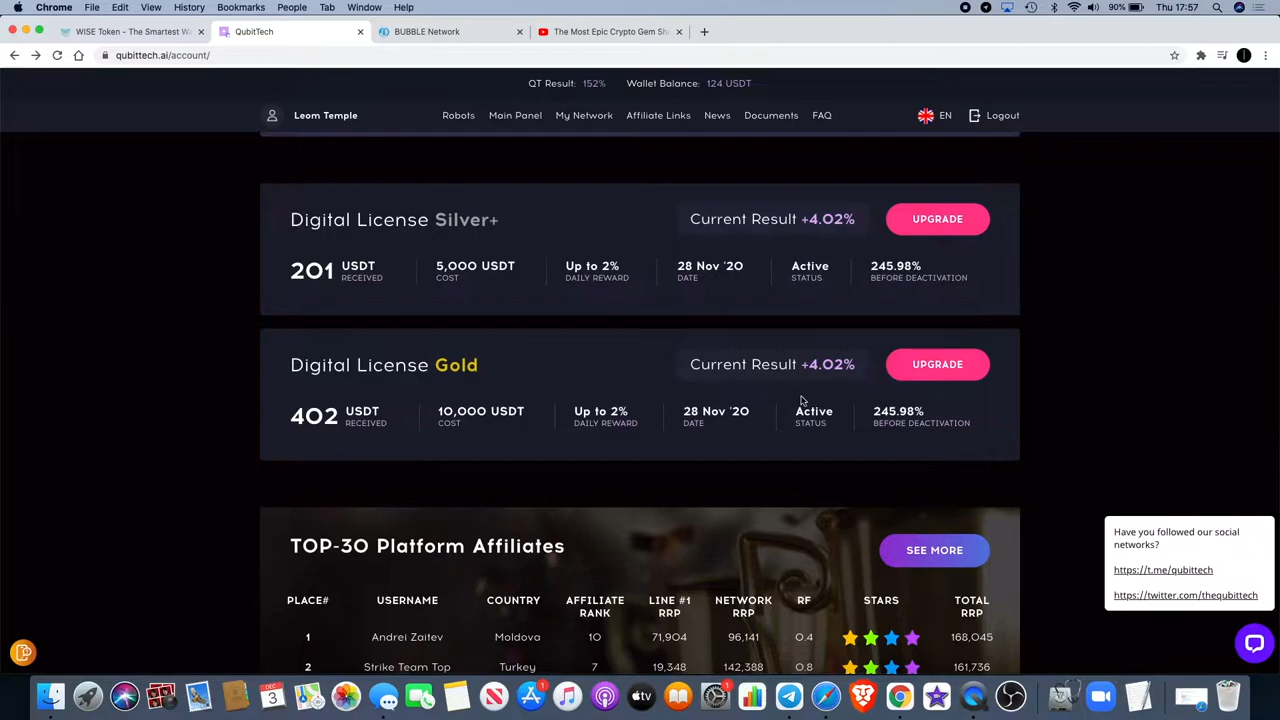 Chrome File Edit View History Bookmarks People Tab Window Help 90% Thu 17:57
WISE Token - The Smartest Wa QubitTech BUBBLE Network The Most Epic Crypto Gem Sh
qubittech.ai/account/
QT Result: 152% Wallet Balance: 124 USDT
Leom Temple Robots Main Panel My Network Affiliate Links News Documents FAQ EN Logout
Digital License Silver+ Current Result +4.02% UPGRADE
201 USDT 5,000 USDT Up to 2% 28 Nov '20 Active 245.98%
RECEIVED COST DAILY REWARD DATE STATUS BEFORE DEACTIVATION
Digital License Gold Current Result +4.02% UPGRADE
402 USDT 10,000 USDT Up to 2% 28 Nov '20 Active 245.98%
RECEIVED COST DAILY REWARD DATE STATUS BEFORE DEACTIVATION
TOP-30 Platform Affiliates SEE MORE
PLACE# USERNAME COUNTRY AFFILIATE LINE #1 NETWORK RF STARS TOTAL
RANK RRP RRP RRP
1 Andrei Zaitev Moldova 10 71,904 96,141 0.4 168,045
2 Strike Team Top Turkey 7 19,348 142,388 0.8 161,736
Have you followed our social
networks?
https://t.me/qubittech
https://twitter.com/thequbittech
DEC
3
tv
1
1